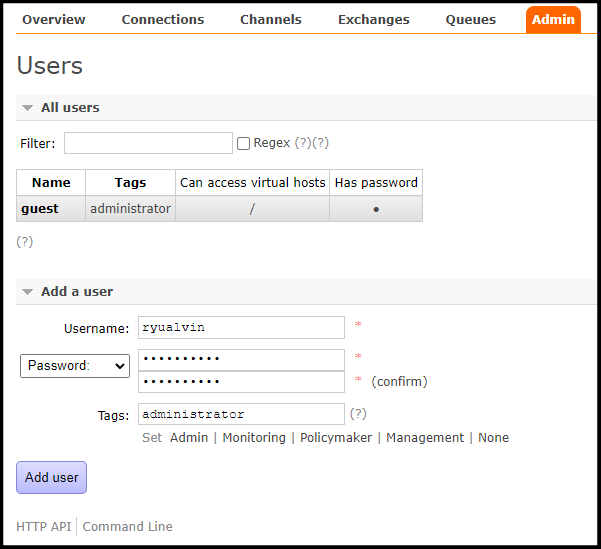 Overview Connections Channels Exchanges Queues Admin
Users
All users
Filter: Regex (?)(?)
Name Tags Can access virtual hosts Has password
guest administrator / •
(?)
Add a user
Username: ryualvin *
Password: •••••••••• *
•••••••••• * (confirm)
Tags: administrator (?)
Set Admin | Monitoring | Policymaker | Management | None
Add user
HTTP API Command Line